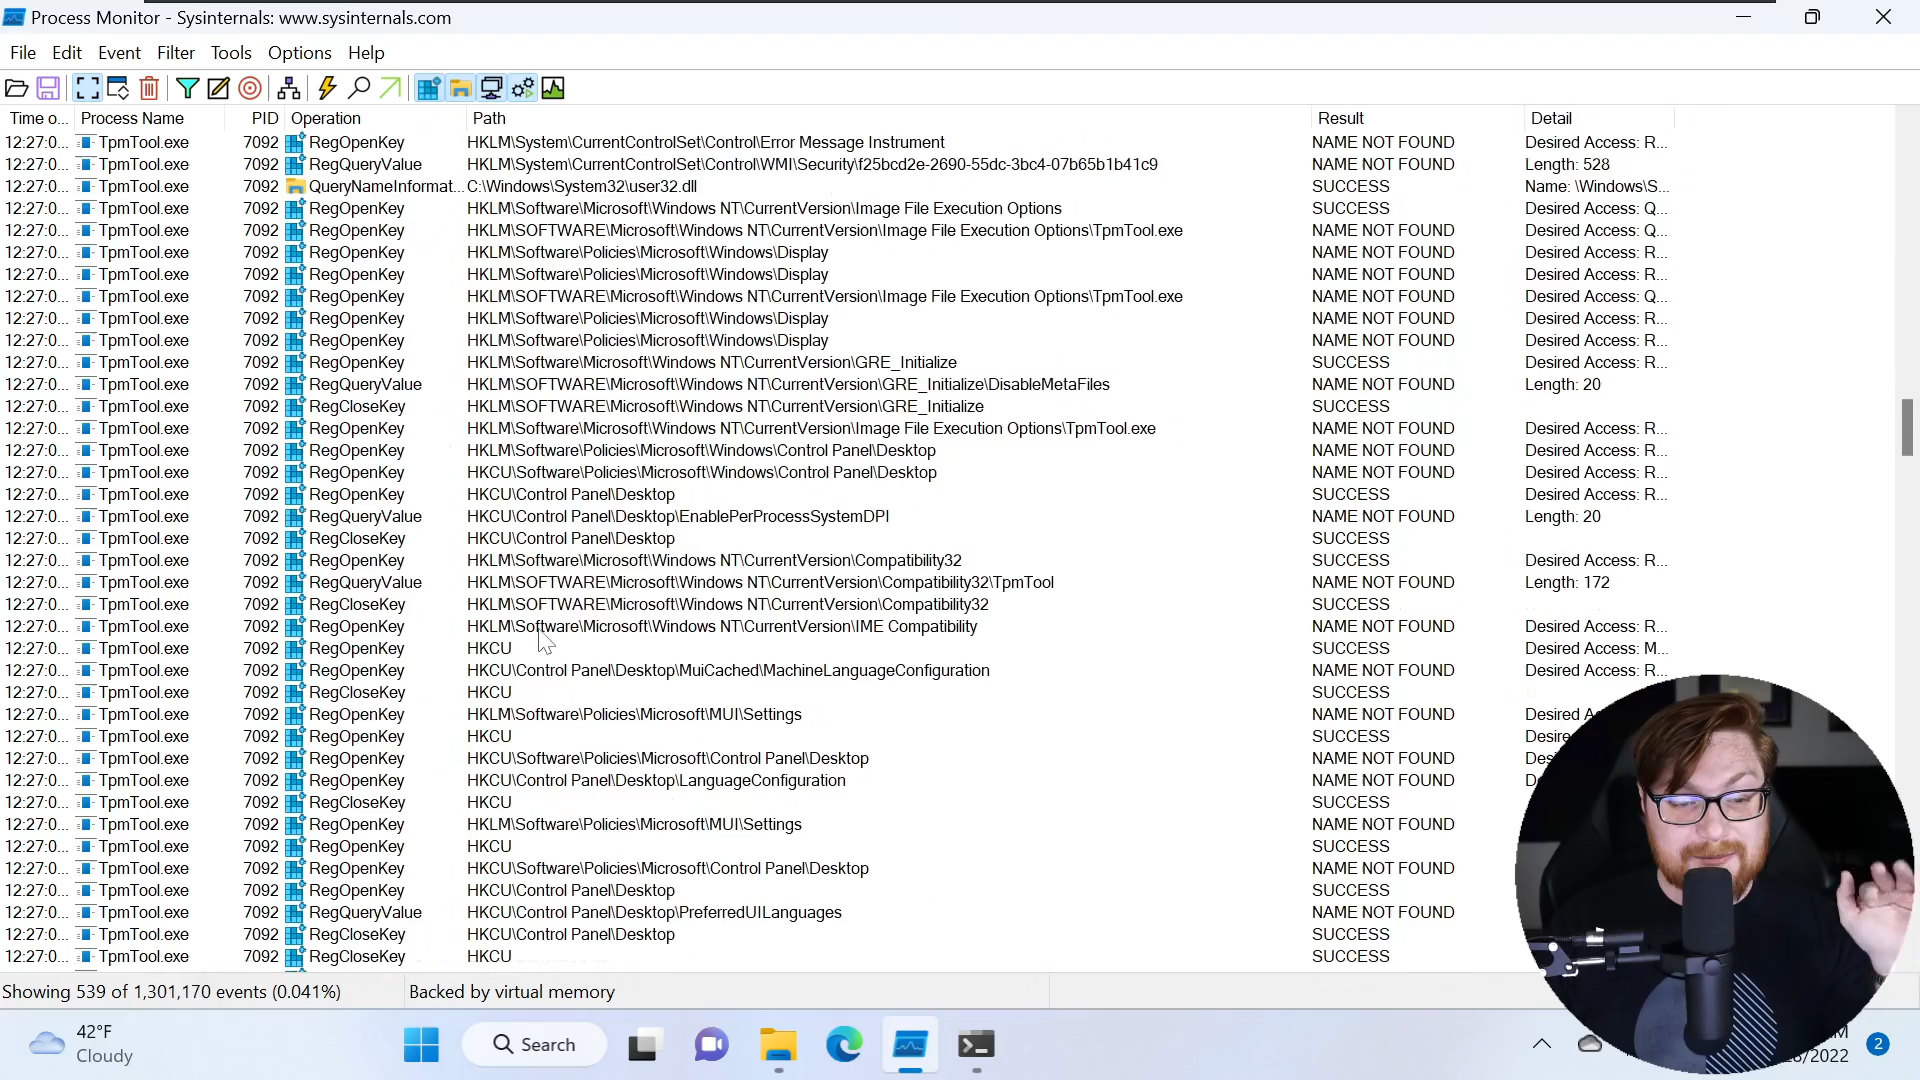 Process Monitor - Sysinternals: www.sysinternals.com
File Edit Event Filter Tools Options Help
Time o... Process Name PID Operation Path Result Detail
12:27:0... TpmTool.exe 7092 RegOpenKey HKLM\System\CurrentControlSet\Control\Error Message Instrument NAME NOT FOUND Desired Access: R...
12:27:0... TpmTool.exe 7092 RegQueryValue HKLM\System\CurrentControlSet\Control\WMI\Security\f25bcd2e-2690-55dc-3bc4-07b65b1b41c9 NAME NOT FOUND Length: 528
12:27:0... TpmTool.exe 7092 QueryNameInformat... C:\Windows\System32\user32.dll SUCCESS Name: \Windows\S...
12:27:0... TpmTool.exe 7092 RegOpenKey HKLM\Software\Microsoft\Windows NT\CurrentVersion\Image File Execution Options SUCCESS Desired Access: Q...
12:27:0... TpmTool.exe 7092 RegOpenKey HKLM\SOFTWARE\Microsoft\Windows NT\CurrentVersion\Image File Execution Options\TpmTool.exe NAME NOT FOUND Desired Access: Q...
12:27:0... TpmTool.exe 7092 RegOpenKey HKLM\Software\Policies\Microsoft\Windows\Display NAME NOT FOUND Desired Access: R...
12:27:0... TpmTool.exe 7092 RegOpenKey HKLM\Software\Policies\Microsoft\Windows\Display NAME NOT FOUND Desired Access: R...
12:27:0... TpmTool.exe 7092 RegOpenKey HKLM\SOFTWARE\Microsoft\Windows NT\CurrentVersion\Image File Execution Options\TpmTool.exe NAME NOT FOUND Desired Access: Q...
12:27:0... TpmTool.exe 7092 RegOpenKey HKLM\Software\Policies\Microsoft\Windows\Display NAME NOT FOUND Desired Access: R...
12:27:0... TpmTool.exe 7092 RegOpenKey HKLM\Software\Policies\Microsoft\Windows\Display NAME NOT FOUND Desired Access: R...
12:27:0... TpmTool.exe 7092 RegOpenKey HKLM\Software\Microsoft\Windows NT\CurrentVersion\GRE_Initialize SUCCESS Desired Access: R...
12:27:0... TpmTool.exe 7092 RegQueryValue HKLM\SOFTWARE\Microsoft\Windows NT\CurrentVersion\GRE_Initialize\DisableMetaFiles NAME NOT FOUND Length: 20
12:27:0... TpmTool.exe 7092 RegCloseKey HKLM\SOFTWARE\Microsoft\Windows NT\CurrentVersion\GRE_Initialize SUCCESS
12:27:0... TpmTool.exe 7092 RegOpenKey HKLM\Software\Microsoft\Windows NT\CurrentVersion\Image File Execution Options\TpmTool.exe NAME NOT FOUND Desired Access: R...
12:27:0... TpmTool.exe 7092 RegOpenKey HKLM\Software\Policies\Microsoft\Windows\Control Panel\Desktop NAME NOT FOUND Desired Access: R...
12:27:0... TpmTool.exe 7092 RegOpenKey HKCU\Software\Policies\Microsoft\Windows\Control Panel\Desktop NAME NOT FOUND Desired Access: R...
12:27:0... TpmTool.exe 7092 RegOpenKey HKCU\Control Panel\Desktop SUCCESS Desired Access: R...
12:27:0... TpmTool.exe 7092 RegQueryValue HKCU\Control Panel\Desktop\EnablePerProcessSystemDPI NAME NOT FOUND Length: 20
12:27:0... TpmTool.exe 7092 RegCloseKey HKCU\Control Panel\Desktop SUCCESS
12:27:0... TpmTool.exe 7092 RegOpenKey HKLM\Software\Microsoft\Windows NT\CurrentVersion\Compatibility32 SUCCESS Desired Access: R...
12:27:0... TpmTool.exe 7092 RegQueryValue HKLM\SOFTWARE\Microsoft\Windows NT\CurrentVersion\Compatibility32\TpmTool NAME NOT FOUND Length: 172
12:27:0... TpmTool.exe 7092 RegCloseKey HKLM\SOFTWARE\Microsoft\Windows NT\CurrentVersion\Compatibility32 SUCCESS
12:27:0... TpmTool.exe 7092 RegOpenKey HKLM\Software\Microsoft\Windows NT\CurrentVersion\IME Compatibility NAME NOT FOUND Desired Access: R...
12:27:0... TpmTool.exe 7092 RegOpenKey HKCU SUCCESS Desired Access: M...
12:27:0... TpmTool.exe 7092 RegOpenKey HKCU\Control Panel\Desktop\MuiCached\MachineLanguageConfiguration NAME NOT FOUND Desired Access: R...
12:27:0... TpmTool.exe 7092 RegCloseKey HKCU SUCCESS
12:27:0... TpmTool.exe 7092 RegOpenKey HKLM\Software\Policies\Microsoft\MUI\Settings NAME NOT FOUND Desired
12:27:0... TpmTool.exe 7092 RegOpenKey HKCU SUCCESS
12:27:0... TpmTool.exe 7092 RegOpenKey HKCU\Software\Policies\Microsoft\Control Panel\Desktop NAME NOT FOUND
12:27:0... TpmTool.exe 7092 RegOpenKey HKCU\Control Panel\Desktop\LanguageConfiguration NAME NOT FOUND
12:27:0... TpmTool.exe 7092 RegCloseKey HKCU SUCCESS
12:27:0... TpmTool.exe 7092 RegOpenKey HKLM\Software\Policies\Microsoft\MUI\Settings NAME NOT FOUND
12:27:0... TpmTool.exe 7092 RegOpenKey HKCU SUCCESS
12:27:0... TpmTool.exe 7092 RegOpenKey HKCU\Software\Policies\Microsoft\Control Panel\Desktop NAME NOT FOUND
12:27:0... TpmTool.exe 7092 RegOpenKey HKCU\Control Panel\Desktop SUCCESS
12:27:0... TpmTool.exe 7092 RegQueryValue HKCU\Control Panel\Desktop\PreferredUILanguages NAME NOT FOUND
12:27:0... TpmTool.exe 7092 RegCloseKey HKCU\Control Panel\Desktop SUCCESS
12:27:0... TpmTool.exe 7092 RegCloseKey HKCU SUCCESS
Showing 539 of 1,301,170 events (0.041%) Backed by virtual memory
42°F
Cloudy
Search
/2022
2